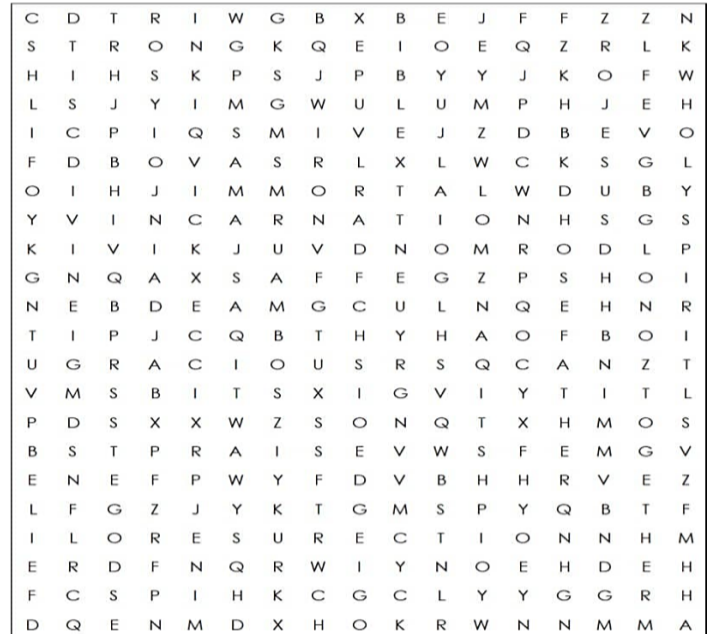 C D T R I W G B X B E J F F Z Z N
S T R O N G K Q E I O E Q Z R L K
H I H S K P S J P B Y Y J K O F W
L S J Y I M G W U L U M P H J E H
I C P I Q S M I V E J Z D B E V O
F D B O V A S R L X L W C K S G L
O I H J I M M O R T A L W D U B Y
Y V I N C A R N A T I O N H S G S
K I V I K J U V D N O M R O D L P
G N Q A X S A F F E G Z P S H O I
N E B D E A M G C U L N Q E H N R
T I P J C Q B T H Y H A O F B O I
U G R A C I O U S R S Q C A N Z T
V M S B I T S X I G V I Y T I T L
P D S X X W Z S O N Q T X H M O S
B S T P R A I S E V W S F E M G V
E N E F P W Y F D V B H H R V E Z
L F G Z J Y K T G M S P Y Q B T F
I L O R E S U R E C T I O N N H M
E R D F N Q R W I Y N O E H D E H
F C S P I H K C G C L Y Y G G R H
D Q E N M D X H O K R W N N M M A